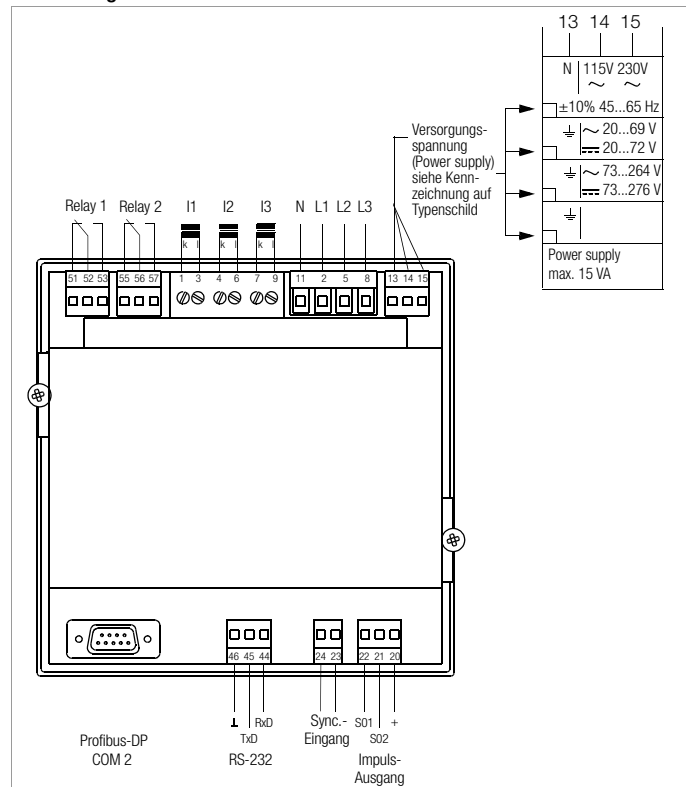 13 14 15
N 115V 230V
±10% 45...65 Hz
20...69 V
20...72 V
73...264 V
73...276 V
Power supply
max. 15 VA
Versorgungs-
spannung
(Power supply)
siehe Kenn-
zeichnung auf
Typenschild
Relay 1 Relay 2 I1 I2 I3 N L1 L2 L3
k l k l k l
51 52 53 55 56 57 1 3 4 6 7 9 11 2 5 8 13 14 15
46 45 44 24 23 22 21 20
RxD
TxD
RS-232
Sync.-
Eingang
S01 +
S02
Impuls-
Ausgang
Profibus-DP
COM 2